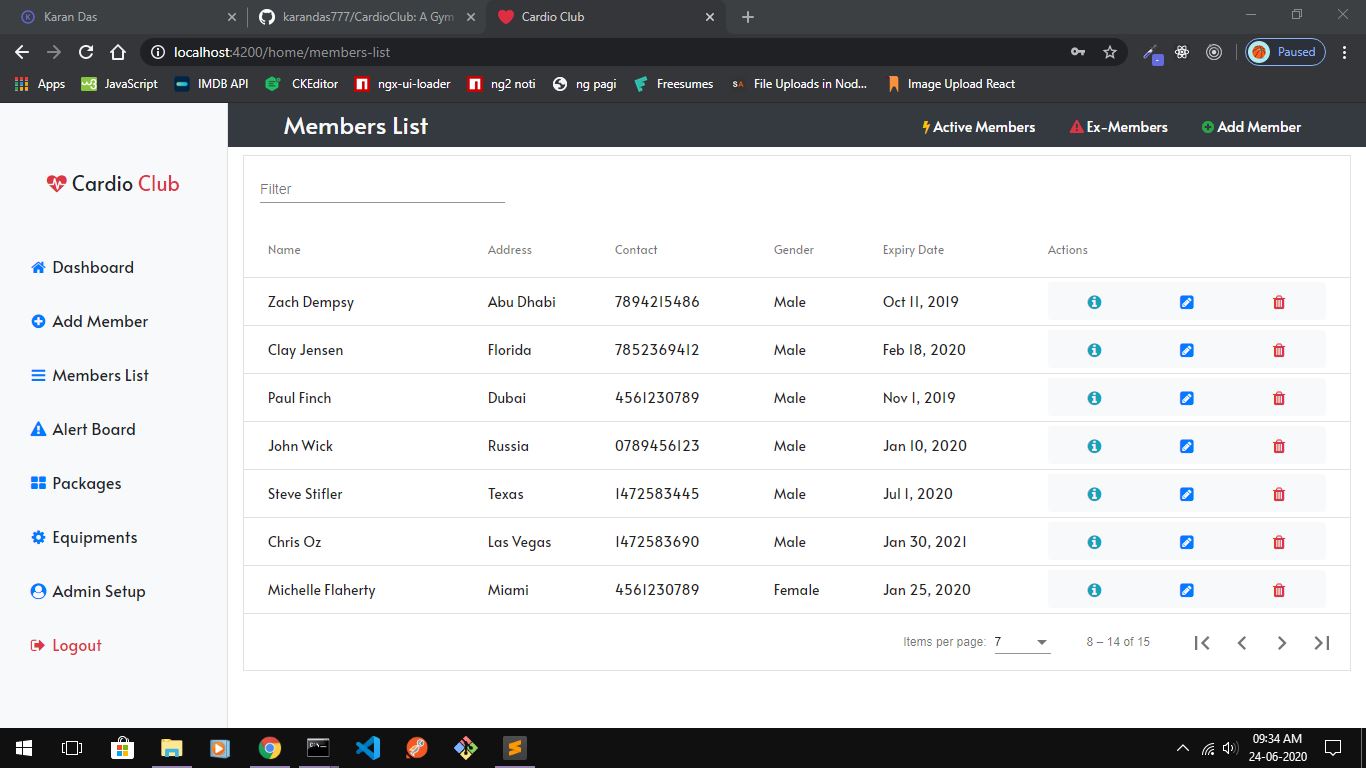 Karan Das
karandas777/CardioClub: A Gym
Cardio Club
localhost:4200/home/members-list
Paused
Apps
JavaScript
IMDB API
CKEditor
ngx-ui-loader
ng2 noti
ng pagi
Freesumes
File Uploads in Nod...
Image Upload React
Members List
Active Members
Ex-Members
Add Member
Cardio Club
Dashboard
Add Member
Members List
Alert Board
Packages
Equipments
Admin Setup
Logout
Filter
Name Address Contact Gender Expiry Date Actions
Zach Dempsy Abu Dhabi 7894215486 Male Oct 11, 2019
Clay Jensen Florida 7852369412 Male Feb 18, 2020
Paul Finch Dubai 4561230789 Male Nov 1, 2019
John Wick Russia 0789456123 Male Jan 10, 2020
Steve Stifler Texas 1472583445 Male Jul 1, 2020
Chris Oz Las Vegas 1472583690 Male Jan 30, 2021
Michelle Flaherty Miami 4561230789 Female Jan 25, 2020
Items per page: 7 8 – 14 of 15
09:34 AM
24-06-2020